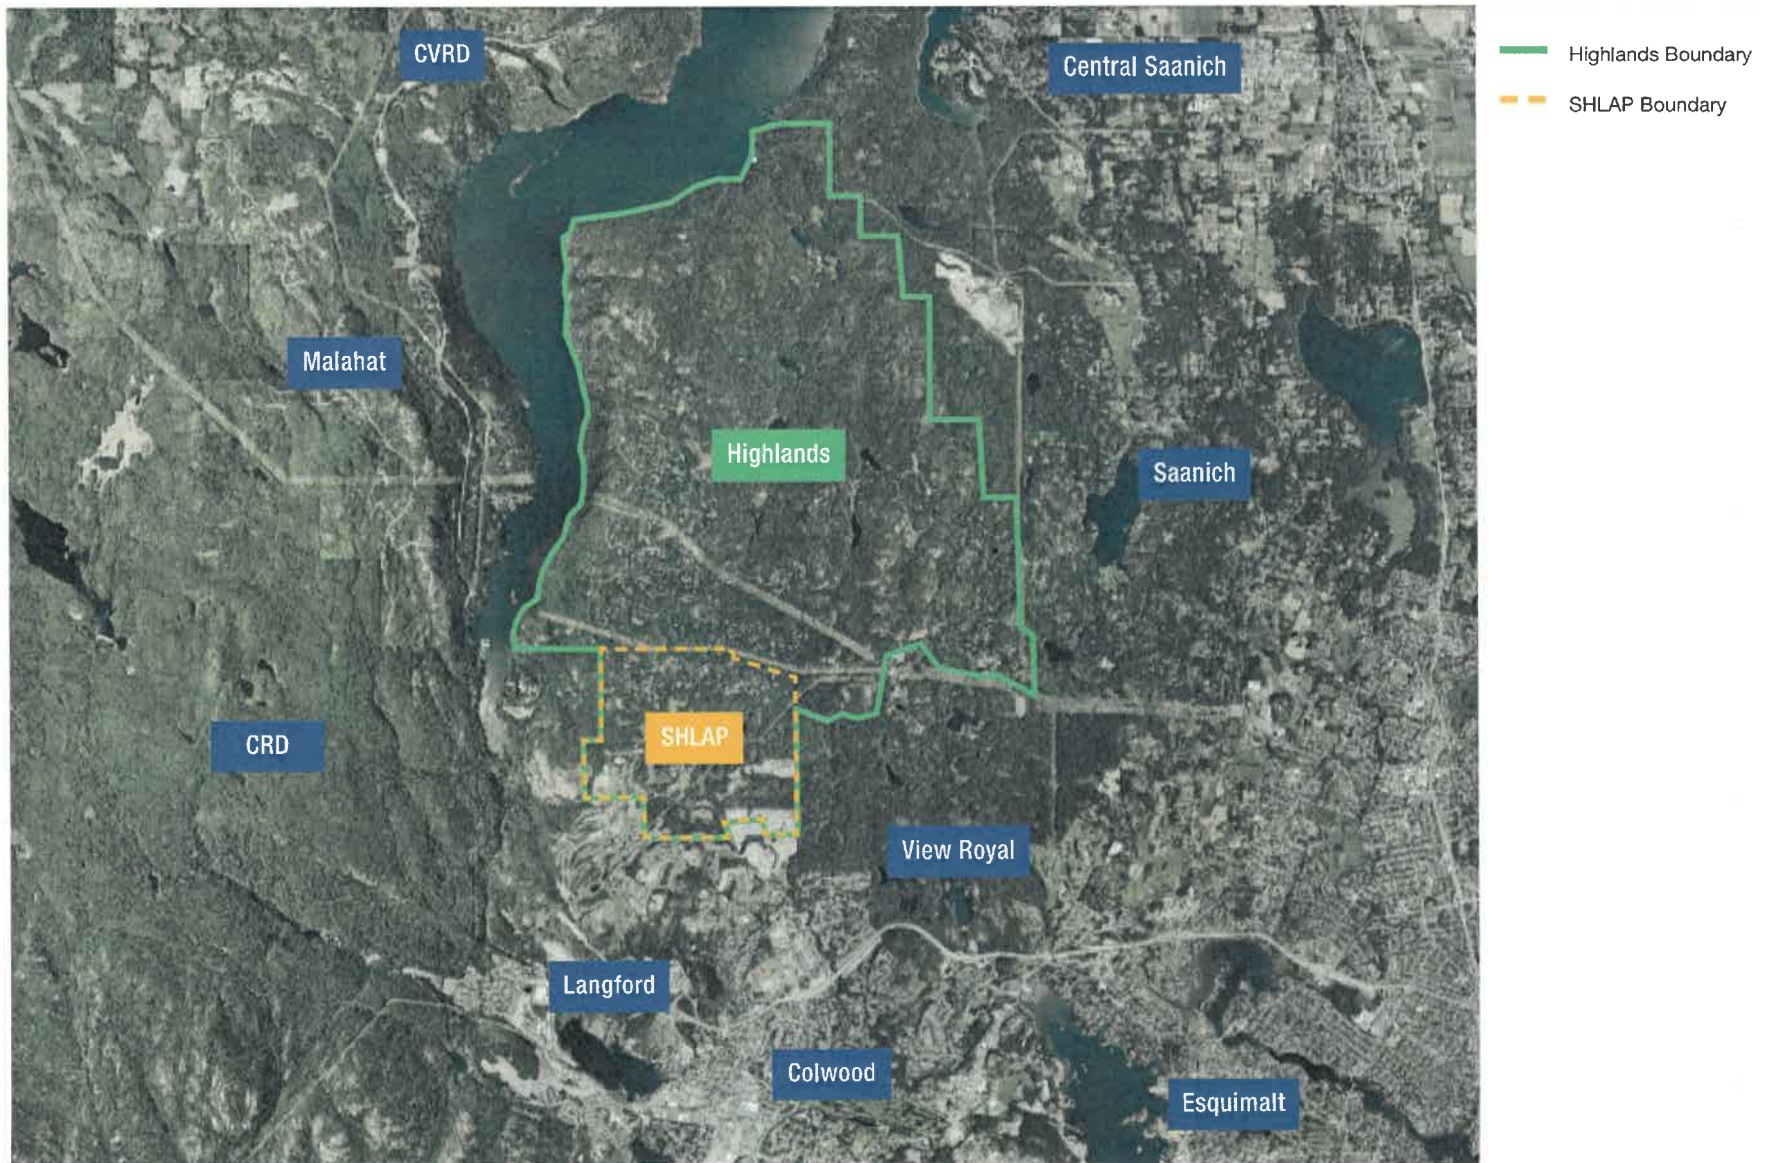 CVRD
Central Saanich
Highlands Boundary
SHLAP Boundary
Malahat
Highlands
Saanich
CRD
SHLAP
View Royal
Langford
Colwood
Esquimalt